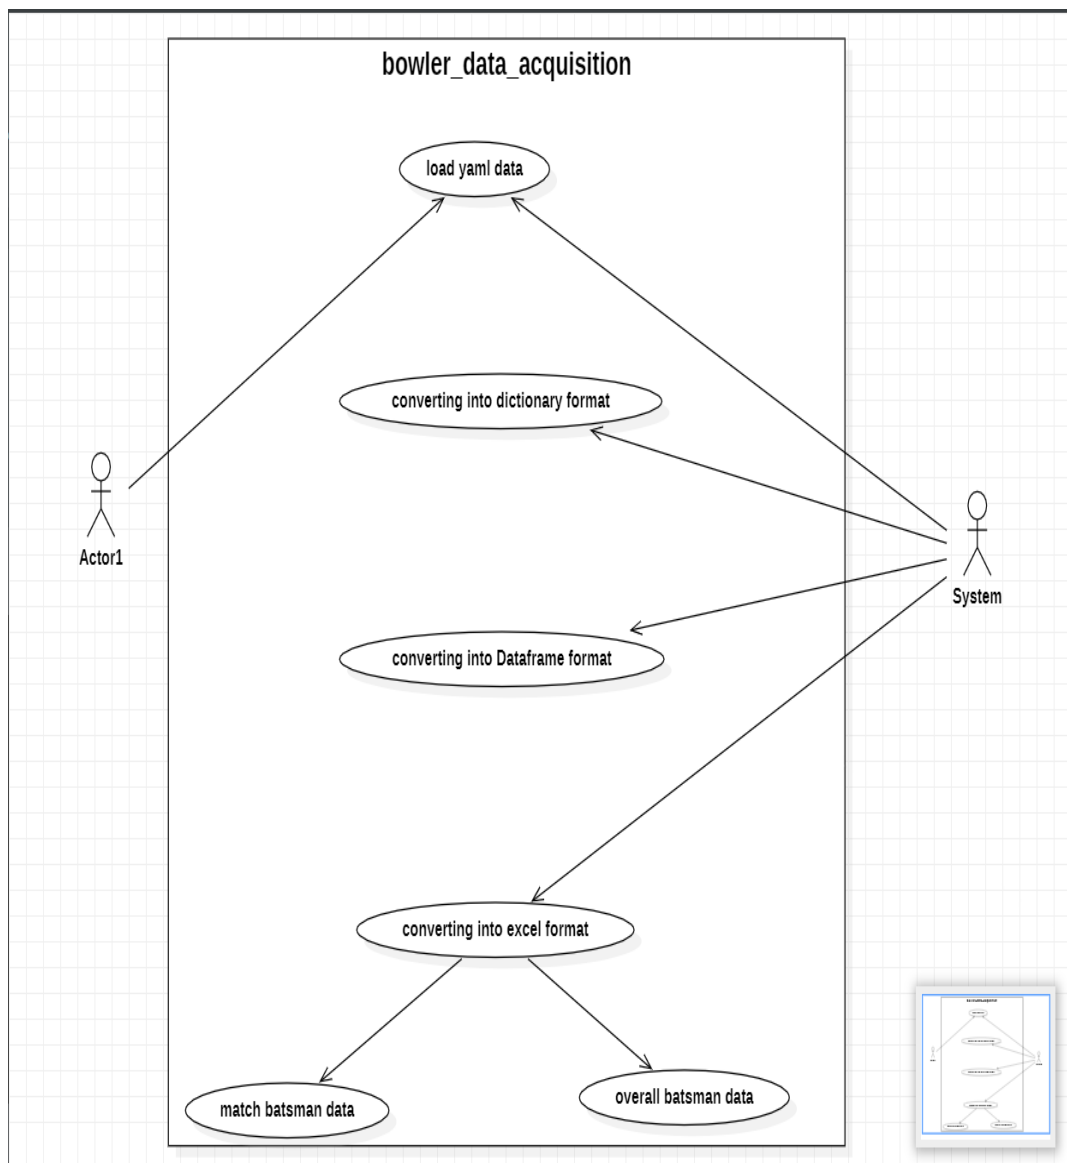 bowler_data_acquisition
load yaml data
converting into dictionary format
Actor1
System
converting into Dataframe format
converting into excel format
match batsman data
overall batsman data